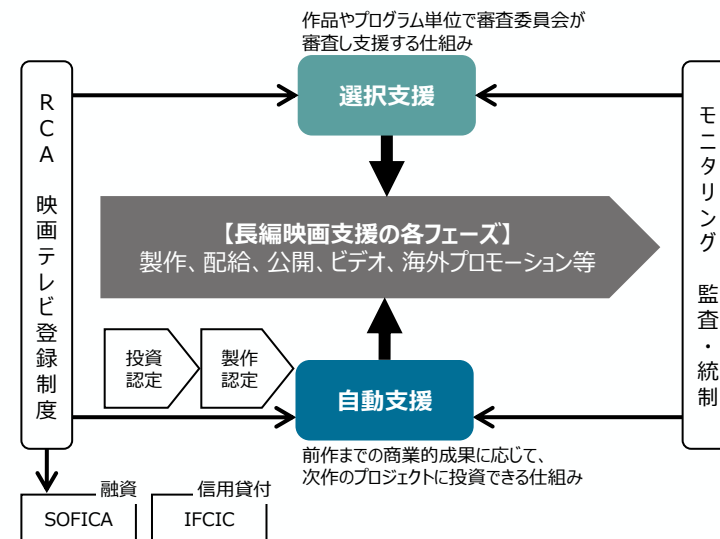 作品やプログラム単位で審査委員会が
審査し支援する仕組み
選択支援
RCA 映画テレビ登録制度
モニタリング 監査・統制
【長編映画支援の各フェーズ】
製作、配給、公開、ビデオ、海外プロモーション等
投資
認定
製作
認定
自動支援
前作までの商業的成果に応じて、
次作のプロジェクトに投資できる仕組み
融資
SOFICA
信用貸付
IFCIC